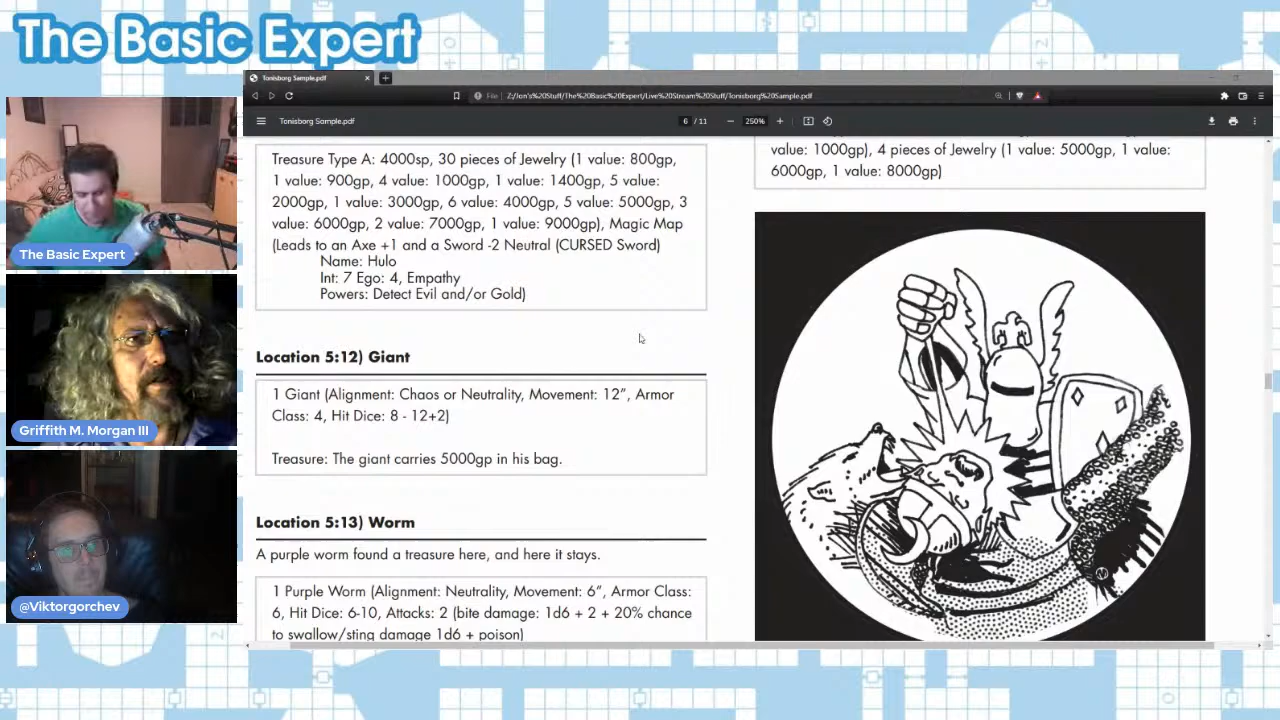 The Basic Expert
Tonisborg Sample.pdf
File
Z:/Jon's%20Stuff/The%20Basic%20Expert/Live%20Stream%20Stuff/Tonisborg%20Sample.pdf
Tonisborg Sample.pdf
6 / 11
250%
The Basic Expert
Griffith M. Morgan III
@Viktorgorchev
Treasure Type A: 4000sp, 30 pieces of Jewelry (1 value: 800gp,
1 value: 900gp, 4 value: 1000gp, 1 value: 1400gp, 5 value:
2000gp, 1 value: 3000gp, 6 value: 4000gp, 5 value: 5000gp, 3
value: 6000gp, 2 value: 7000gp, 1 value: 9000gp), Magic Map
(Leads to an Axe +1 and a Sword -2 Neutral (CURSED Sword)
Name: Hulo
Int: 7 Ego: 4, Empathy
Powers: Detect Evil and/or Gold)
Location 5:12) Giant
1 Giant (Alignment: Chaos or Neutrality, Movement: 12”, Armor
Class: 4, Hit Dice: 8 - 12+2)
Treasure: The giant carries 5000gp in his bag.
Location 5:13) Worm
A purple worm found a treasure here, and here it stays.
1 Purple Worm (Alignment: Neutrality, Movement: 6”, Armor Class:
6, Hit Dice: 6-10, Attacks: 2 (bite damage: 1d6 + 2 + 20% chance
to swallow/sting damage 1d6 + poison)
value: 1000gp), 4 pieces of Jewelry (1 value: 5000gp, 1 value:
6000gp, 1 value: 8000gp)